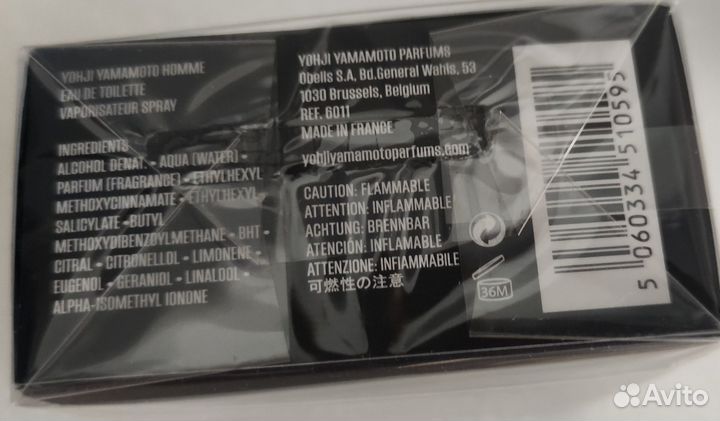 YOHJI YAMAMOTO HOMME
EAU DE TOILETTE
VAPORISATEUR SPRAY
INGREDIENTS
ALCOHOL DENAT • AQUA (WATER) •
PARFUM (FRAGRANCE) • ETHYLHEXYL
METHOXYCINNAMATE • ETHYLHEXYL
SALICYLATE • BUTYL
METHOXYDIBENZOYLMETHANE • BHT •
CITRAL • CITRONELLOL • LIMONENE •
EUGENOL • GERANIOL • LINALOOL •
ALPHA-ISOMETHYL IONONE
YOHJI YAMAMOTO PARFUMS
Obells S.A, Bd.General Wahls, 53
1030 Brussels, Belgium
REF. 6011
MADE IN FRANCE
yohjiyamamotoparfums.com
CAUTION: FLAMMABLE
ATTENTION: INFLAMMABLE
ACHTUNG: BRENNBAR
ATENCIÓN: INFLAMABLE
ATTENZIONE: INFIAMMABILE
可燃性の注意
36M
5 060334 510595
Avito